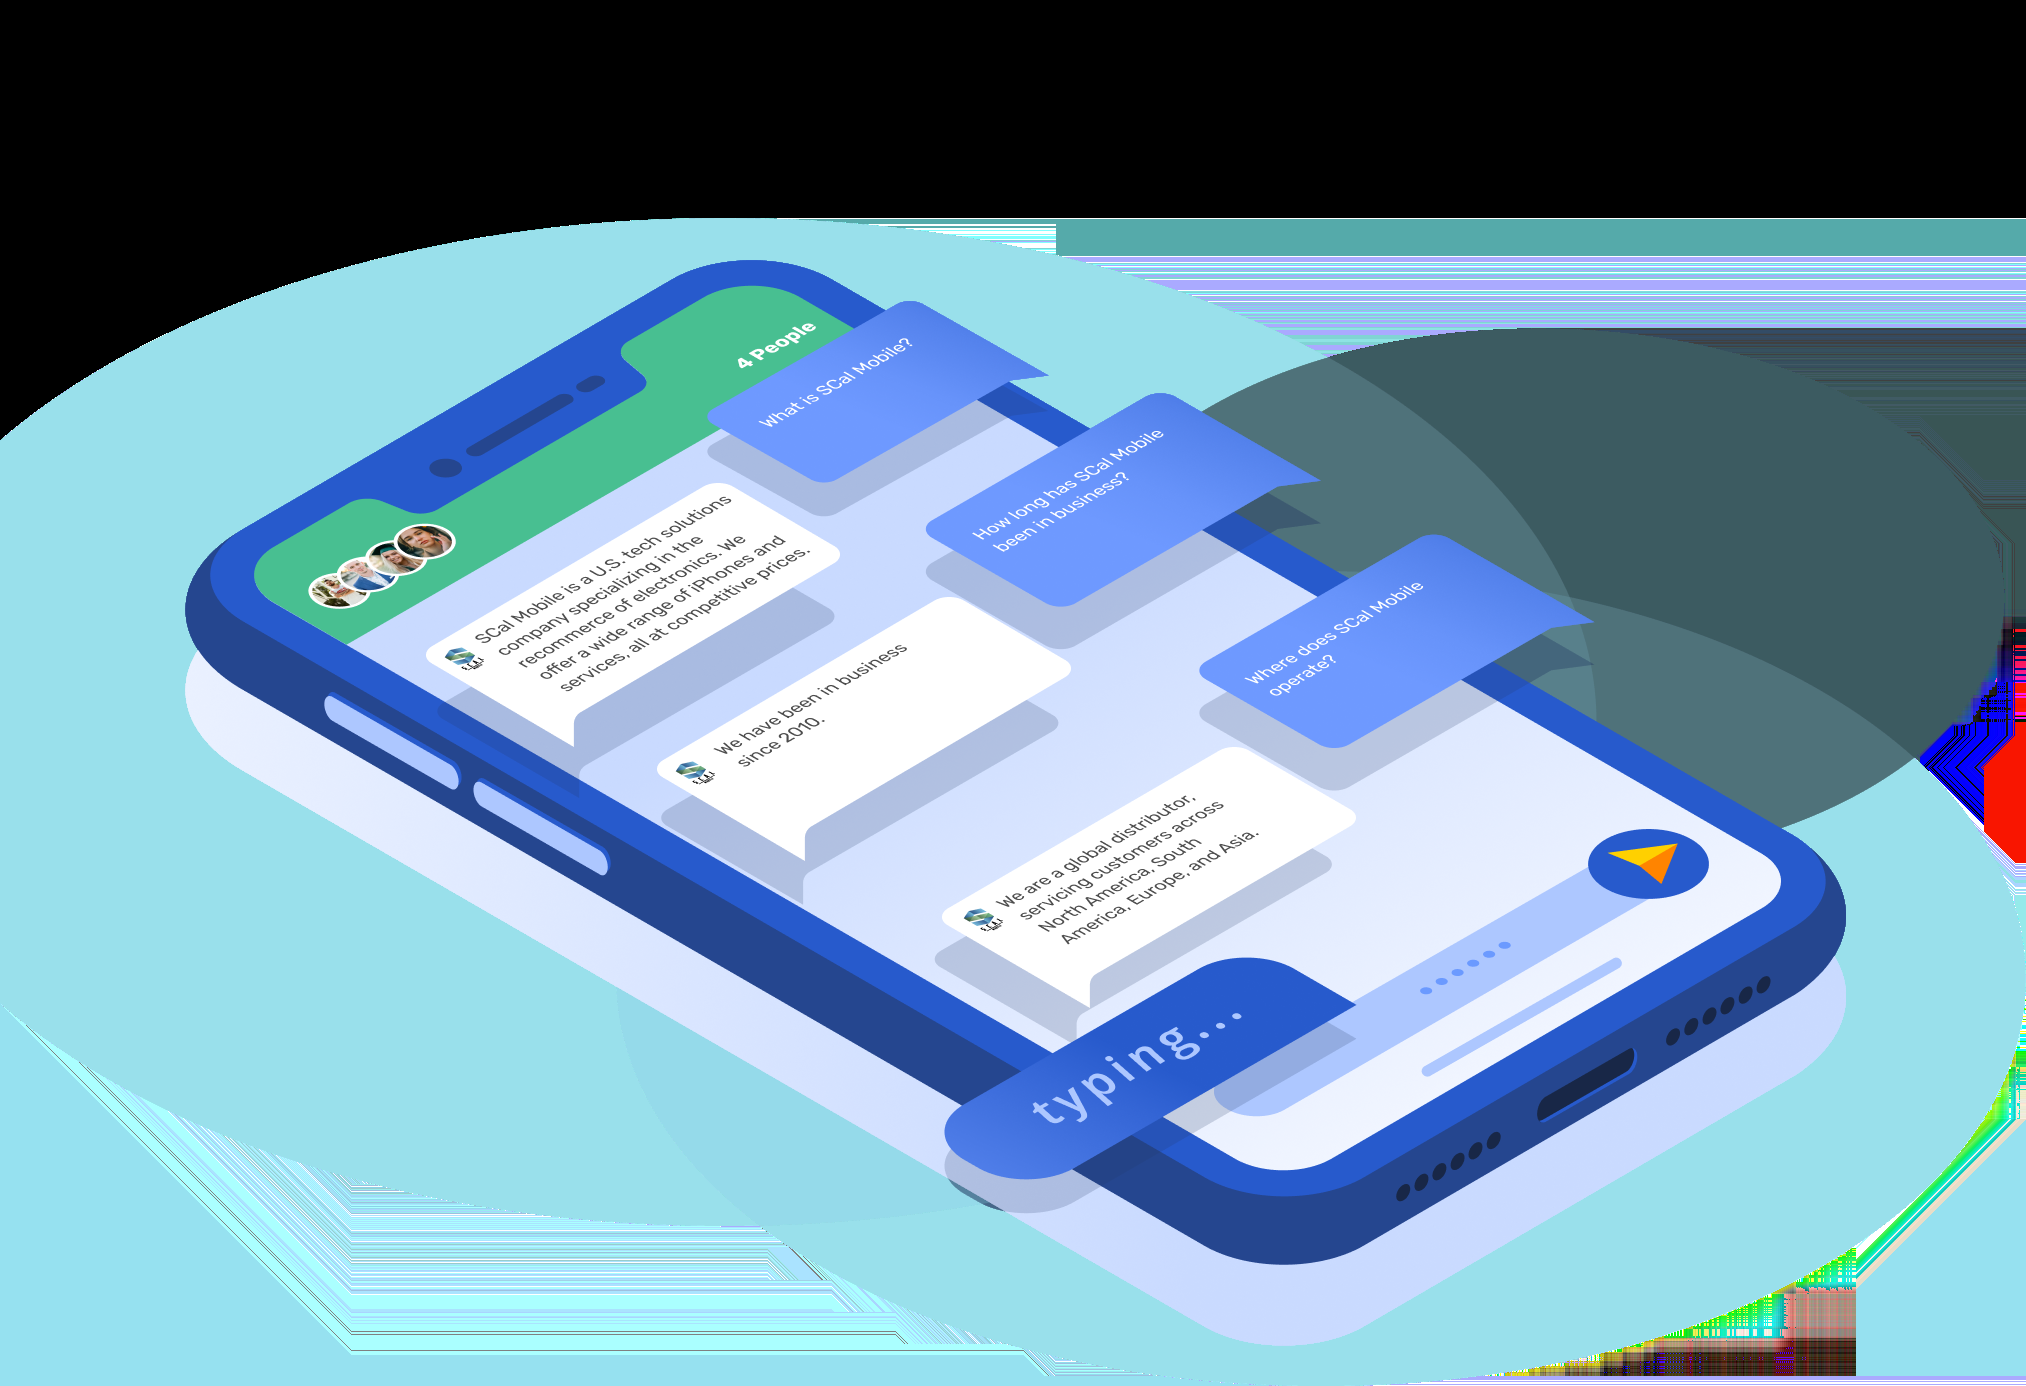 4 People
What is SCal Mobile?
SCal Mobile is a U.S. tech solutions
company specializing in the
recommerce of electronics. We
offer a wide range of iPhones and
services, all at competitive prices.
How long has SCal Mobile
been in business?
We have been in business
since 2010.
Where does SCal Mobile
operate?
We are a global distributor,
servicing customers across
North America, South
America, Europe, and Asia.
typing...